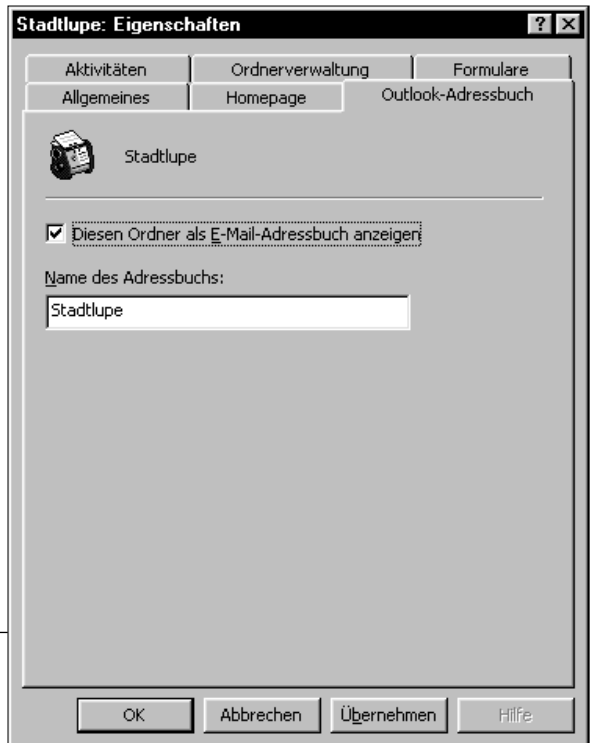 Stadtlupe: Eigenschaften
Aktivitäten Ordnerverwaltung Formulare
Allgemeines Homepage Outlook-Adressbuch
Stadtlupe
Diesen Ordner als E-Mail-Adressbuch anzeigen
Name des Adressbuchs:
Stadtlupe
OK Abbrechen Übernehmen Hilfe